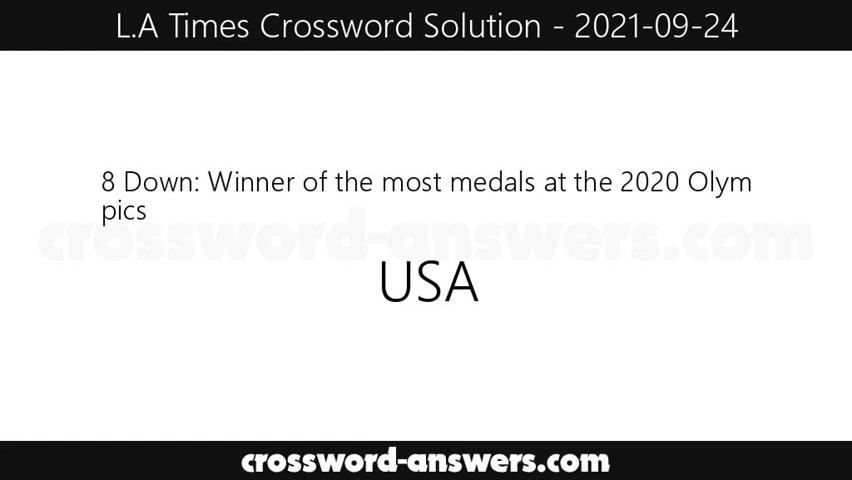 L.A Times Crossword Solution - 2021-09-24
8 Down: Winner of the most medals at the 2020 Olym
pics
crossword-answers.com
USA
crossword-answers.com